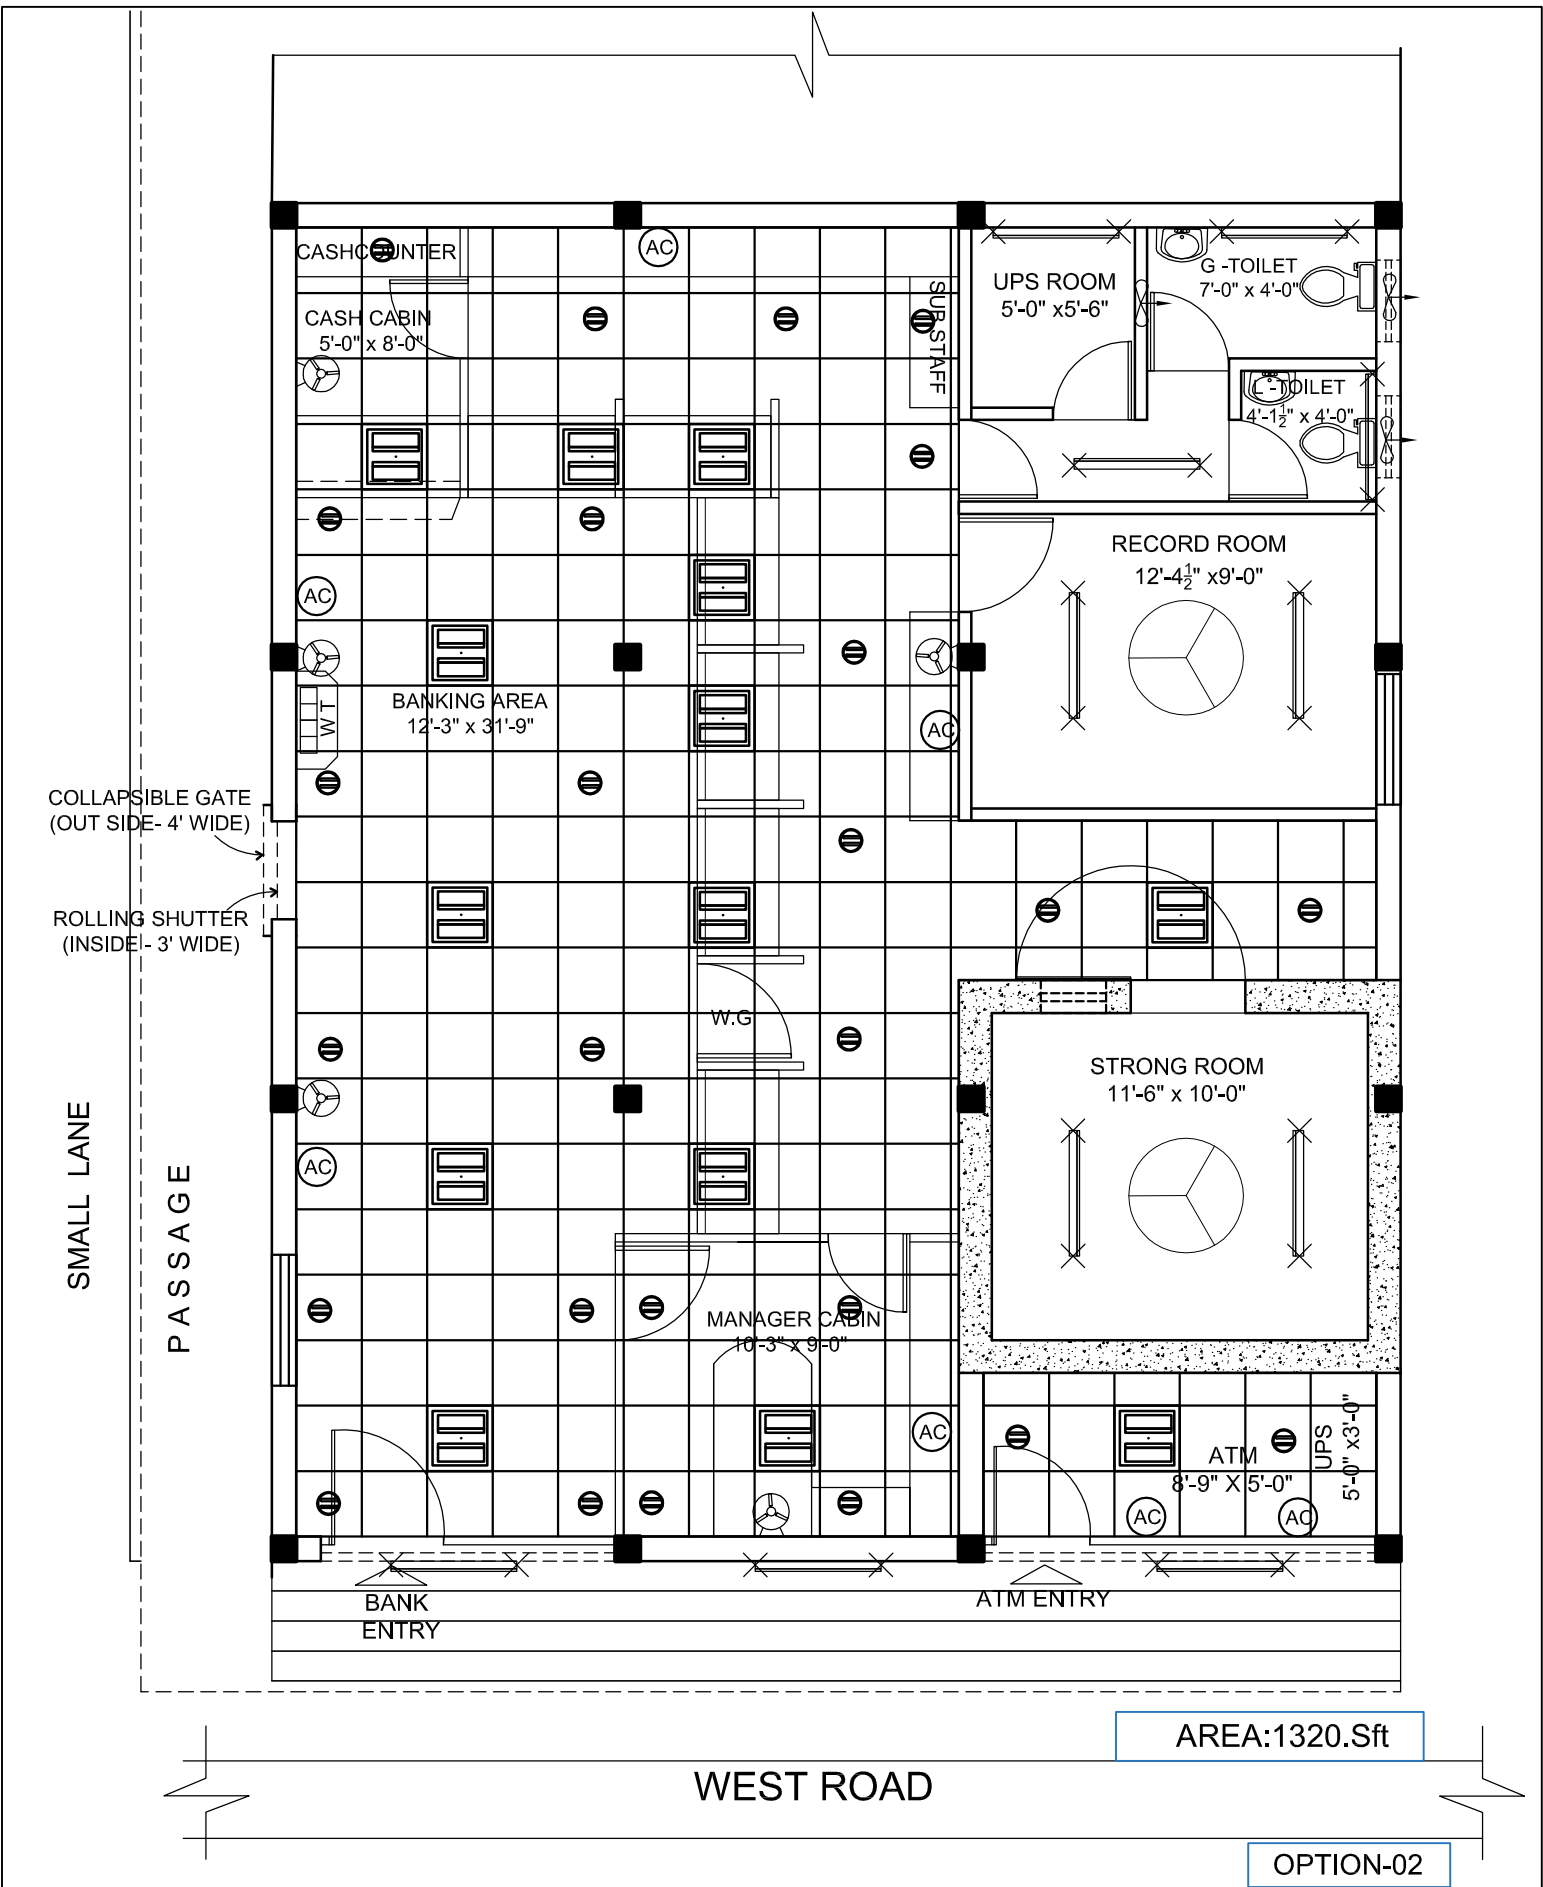 CASHCOUNTER
AC
CASH CABIN
5'-0" x 8'-0"
SUB STAFF
UPS ROOM
5'-0" x5'-6"
G -TOILET
7'-0" x 4'-0"
L -TOILET
4'-1½" x 4'-0"
RECORD ROOM
12'-4½" x9'-0"
AC
BANKING AREA
12'-3" x 31'-9"
W T
AC
COLLAPSIBLE GATE
(OUT SIDE- 4' WIDE)
ROLLING SHUTTER
(INSIDE - 3' WIDE)
W.G
STRONG ROOM
11'-6" x 10'-0"
SMALL LANE
PASSAGE
AC
MANAGER CABIN
10'-3" x 9'-0"
AC
ATM
8'-9" X 5'-0"
UPS
5'-0" x3'-0"
AC
AC
BANK
ENTRY
ATM ENTRY
AREA:1320.Sft
WEST ROAD
OPTION-02